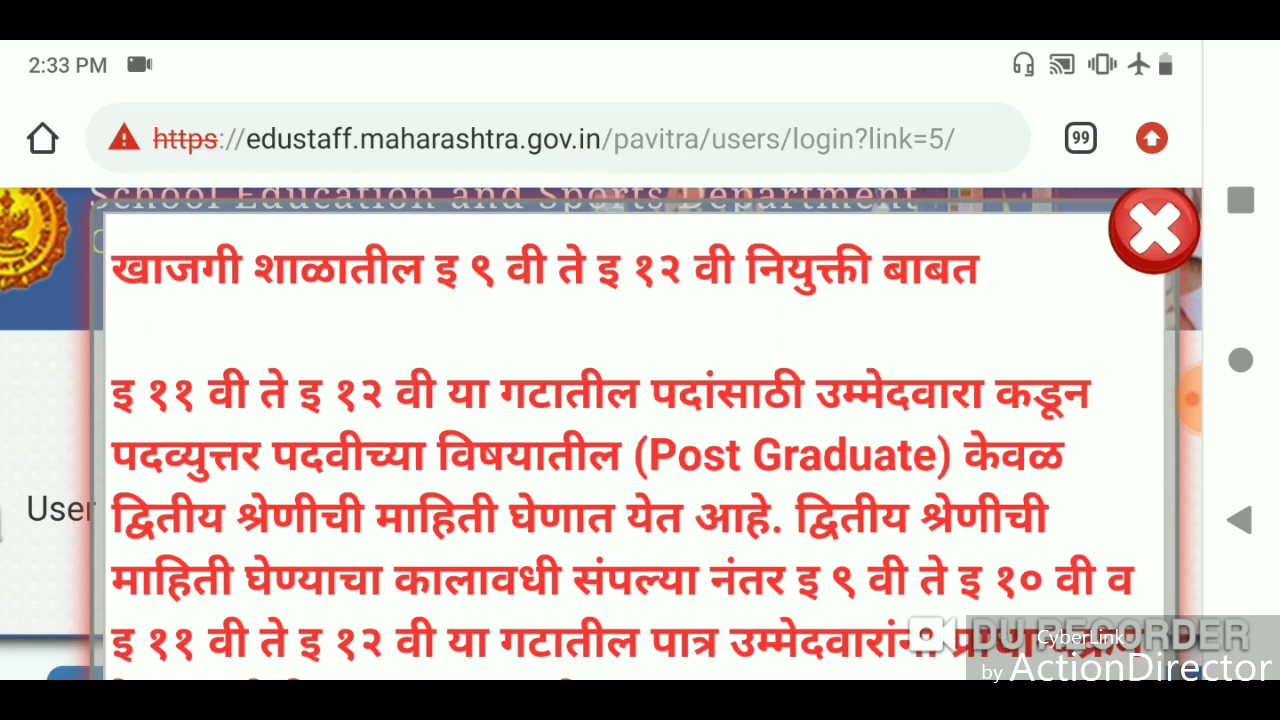 2:33 PM
https://edustaff.maharashtra.gov.in/pavitra/users/login?link=5/
99
School Education and Sports Department
खाजगी शाळातील इ ९ वी ते इ १२ वी नियुक्ती बाबत
इ ११ वी ते इ १२ वी या गटातील पदांसाठी उम्मेदवारा कडून
पदव्युत्तर पदवीच्या विषयातील (Post Graduate) केवळ
User
द्वितीय श्रेणीची माहिती घेणात येत आहे. द्वितीय श्रेणीची
माहिती घेण्याचा कालावधी संपल्या नंतर इ ९ वी ते इ १० वी व
इ ११ वी ते इ १२ वी या गटातील पात्र उम्मेदवारांना
DU RECORDER
CyberLink
by ActionDirector